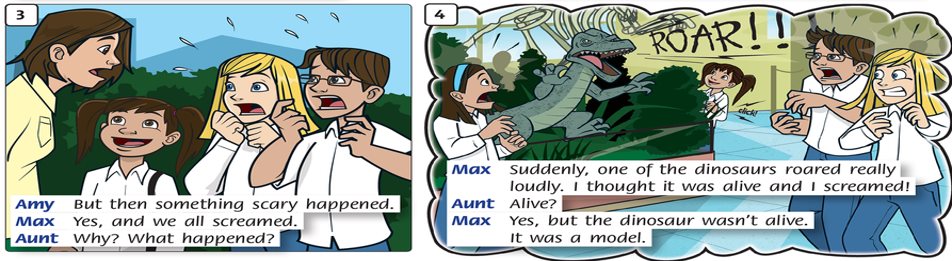 3
Amy But then something scary happened.
Max Yes, and we all screamed.
Aunt Why? What happened?
4
ROAR!!
click!
Max Suddenly, one of the dinosaurs roared really
loudly. I thought it was alive and I screamed!
Aunt Alive?
Max Yes, but the dinosaur wasn't alive.
It was a model.